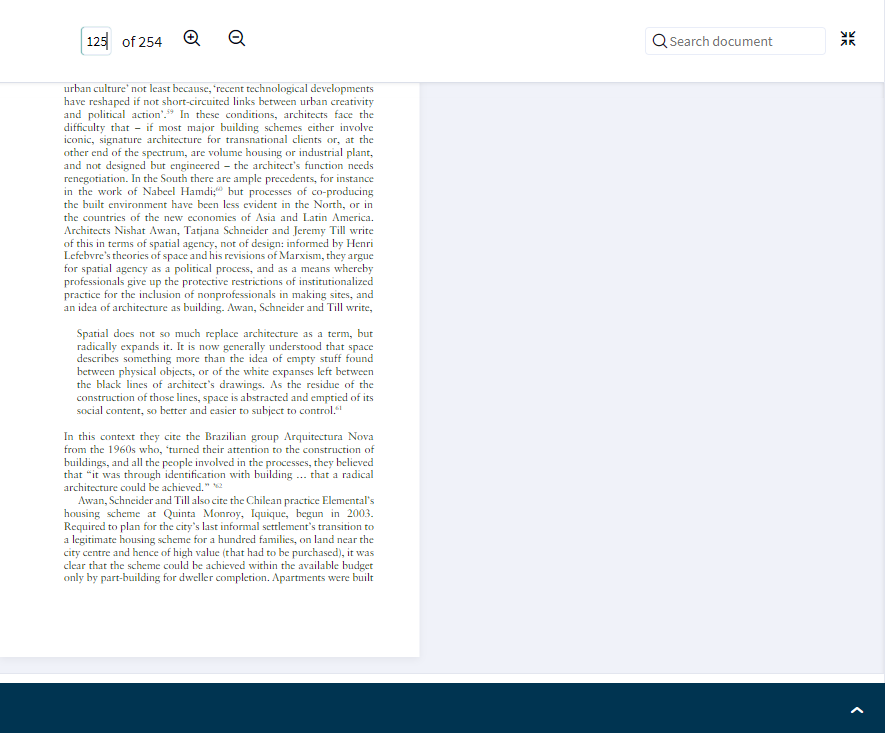 125 of 254 Search document
urban culture' not least because, 'recent technological developments
have reshaped if not short-circuited links between urban creativity
and political action'.⁵⁹ In these conditions, architects face the
difficulty that – if most major building schemes either involve
iconic, signature architecture for transnational clients or, at the
other end of the spectrum, are volume housing or industrial plant,
and not designed but engineered – the architect's function needs
renegotiation. In the South there are ample precedents, for instance
in the work of Nabeel Hamdi;⁶⁰ but processes of co-producing
the built environment have been less evident in the North, or in
the countries of the new economies of Asia and Latin America.
Architects Nishat Awan, Tatjana Schneider and Jeremy Till write
of this in terms of spatial agency, not of design: informed by Henri
Lefebvre's theories of space and his revisions of Marxism, they argue
for spatial agency as a political process, and as a means whereby
professionals give up the protective restrictions of institutionalized
practice for the inclusion of nonprofessionals in making sites, and
an idea of architecture as building. Awan, Schneider and Till write,
Spatial does not so much replace architecture as a term, but
radically expands it. It is now generally understood that space
describes something more than the idea of empty stuff found
between physical objects, or of the white expanses left between
the black lines of architect's drawings. As the residue of the
construction of those lines, space is abstracted and emptied of its
social content, so better and easier to subject to control.⁶¹
In this context they cite the Brazilian group Arquitectura Nova
from the 1960s who, 'turned their attention to the construction of
buildings, and all the people involved in the processes, they believed
that "it was through identification with building ... that a radical
architecture could be achieved." '⁶²
Awan, Schneider and Till also cite the Chilean practice Elemental's
housing scheme at Quinta Monroy, Iquique, begun in 2003.
Required to plan for the city's last informal settlement's transition to
a legitimate housing scheme for a hundred families, on land near the
city centre and hence of high value (that had to be purchased), it was
clear that the scheme could be achieved within the available budget
only by part-building for dweller completion. Apartments were built